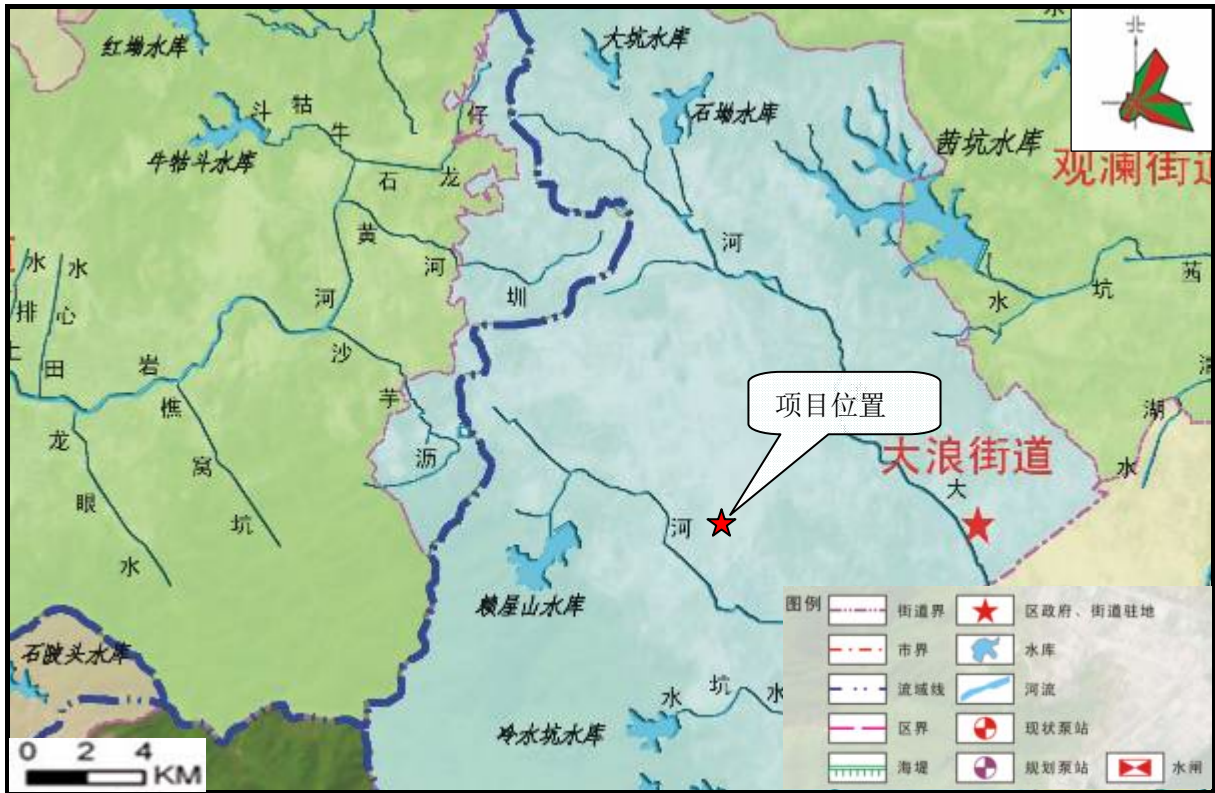 红坳水库
大坑水库
石坳水库
牛牯斗水库
茜坑水库
观澜街道
斗
牯
牛
仔
石
龙
黄
河
圳
河
河
沙
芋
沥
水
水
排
心
田
岩
樵
窝
坑
龙
眼
水
水
坑
茜
湖
水
项目位置
大浪街道
大
河
赖屋山水库
石陂头水库
冷水坑水库
水
坑
水
图例
街道界
区政府、街道驻地
市界
水库
流域线
河流
区界
现状泵站
海堤
规划泵站
水闸
0 2 4
KM